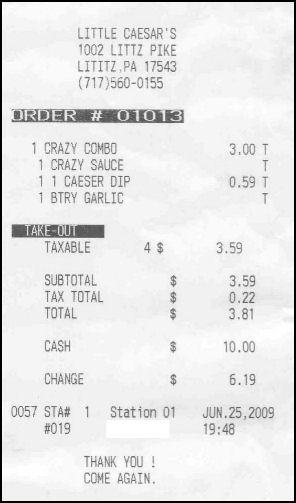 LITTLE CAESAR'S
1002 LITTZ PIKE
LITITZ,PA 17543
(717)560-0155
ORDER # 01013
1 CRAZY COMBO 3.00 T
1 CRAZY SAUCE T
1 1 CAESER DIP 0.59 T
1 BTRY GARLIC T
TAKE-OUT
TAXABLE 4 $ 3.59
SUBTOTAL $ 3.59
TAX TOTAL $ 0.22
TOTAL $ 3.81
CASH $ 10.00
CHANGE $ 6.19
0057 STA# 1 Station 01 JUN.25,2009
#019 19:48
THANK YOU !
COME AGAIN.